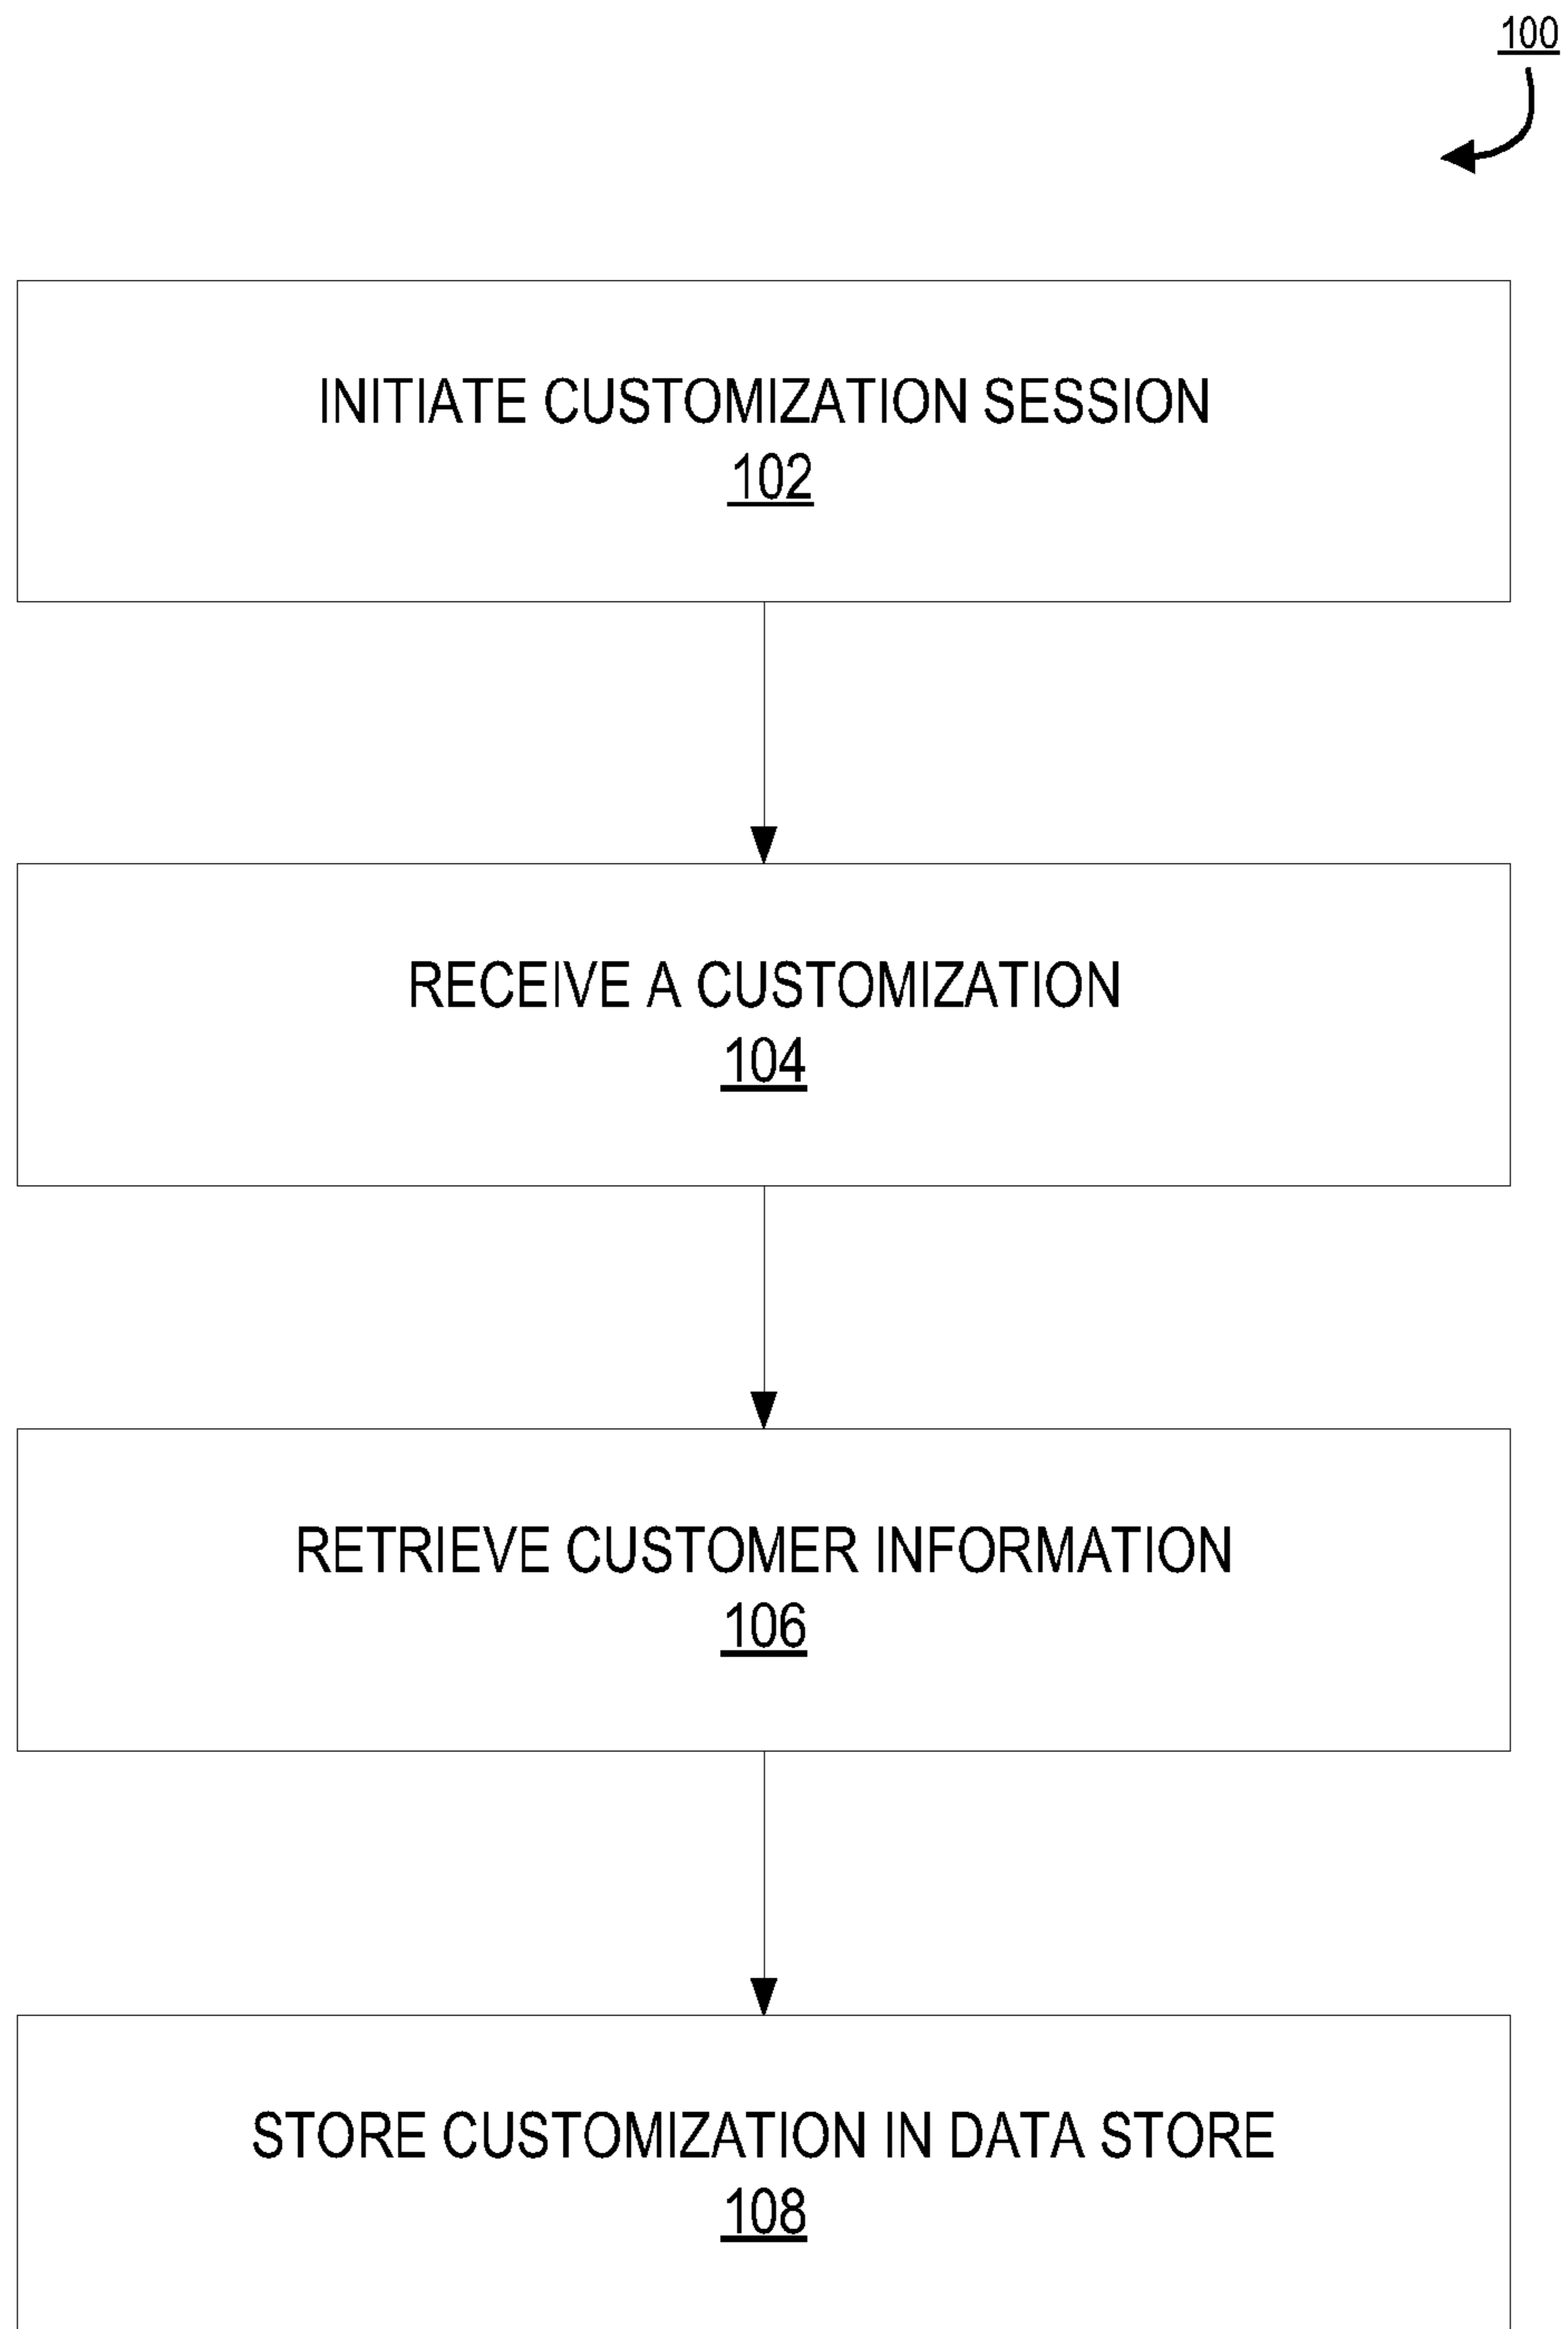 100
INITIATE CUSTOMIZATION SESSION
102
RECEIVE A CUSTOMIZATION
104
RETRIEVE CUSTOMER INFORMATION
106
STORE CUSTOMIZATION IN DATA STORE
108